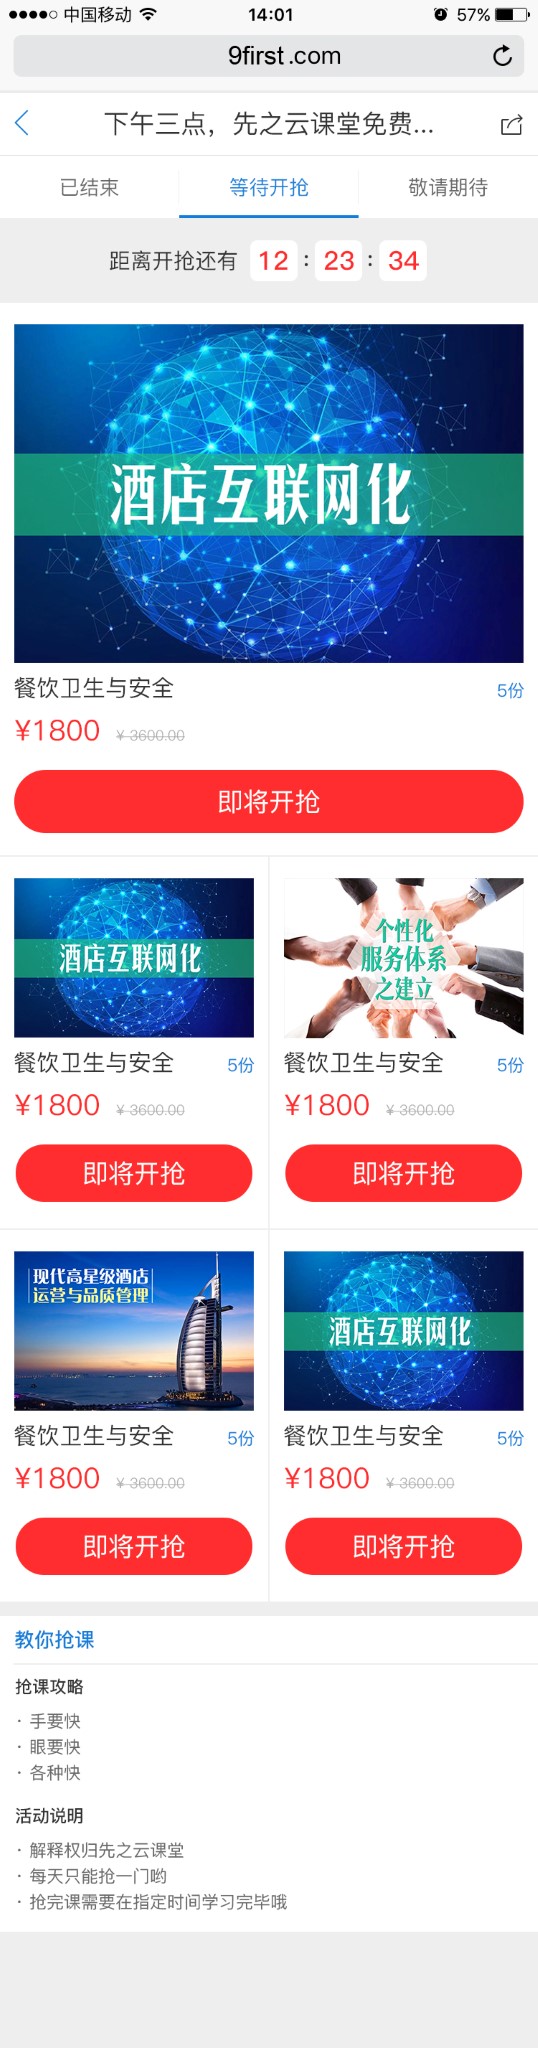 中国移动 14:01 57%
9first.com
下午三点，先之云课堂免费...
已结束 等待开抢 敬请期待
距离开抢还有 12 : 23 : 34
酒店互联网化
餐饮卫生与安全 5份
¥1800 ¥ 3600.00
即将开抢
酒店互联网化
餐饮卫生与安全 5份
¥1800 ¥ 3600.00
即将开抢
个性化
服务体系
之建立
餐饮卫生与安全 5份
¥1800 ¥ 3600.00
即将开抢
现代高星级酒店
运营与品质管理
餐饮卫生与安全 5份
¥1800 ¥ 3600.00
即将开抢
酒店互联网化
餐饮卫生与安全 5份
¥1800 ¥ 3600.00
即将开抢
教你抢课
抢课攻略
· 手要快
· 眼要快
· 各种快
活动说明
· 解释权归先之云课堂
· 每天只能抢一门哟
· 抢完课需要在指定时间学习完毕哦